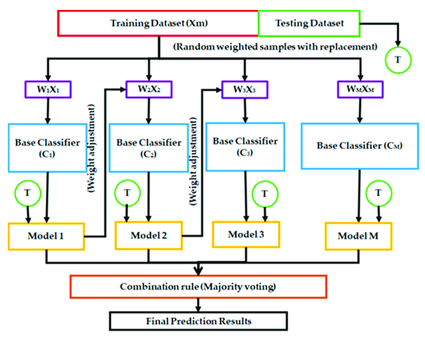 Training Dataset (Xm) Testing Dataset
(Random weighted samples with replacement)
T
W1X1 W2X2 W3X3 WMXM
Base Classifier
(C1)
Base Classifier
(C2)
Base Classifier
(C3)
Base Classifier (CM)
(Weight adjustment)
(Weight adjustment)
T T T T
Model 1 Model 2 Model 3 Model M
Combination rule (Majority voting)
Final Prediction Results